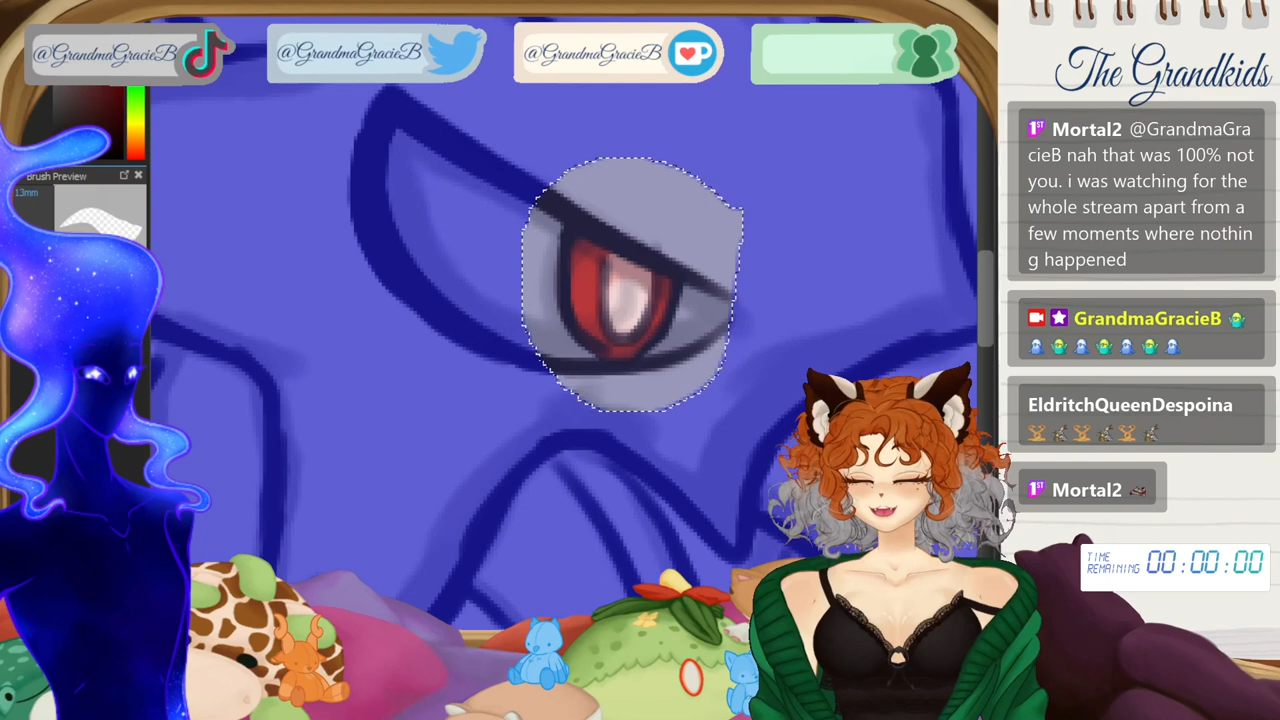 @GrandmaGracieB
@GrandmaGracieB
@GrandmaGracieB
The Grandkids
Brush Preview
13mm
1ST Mortal2 @GrandmaGra
cieB nah that was 100% not
you. i was watching for the
whole stream apart from a
few moments where nothin
g happened
GrandmaGracieB
EldritchQueenDespoina
1ST Mortal2
TIME
REMAINING 00:00:00